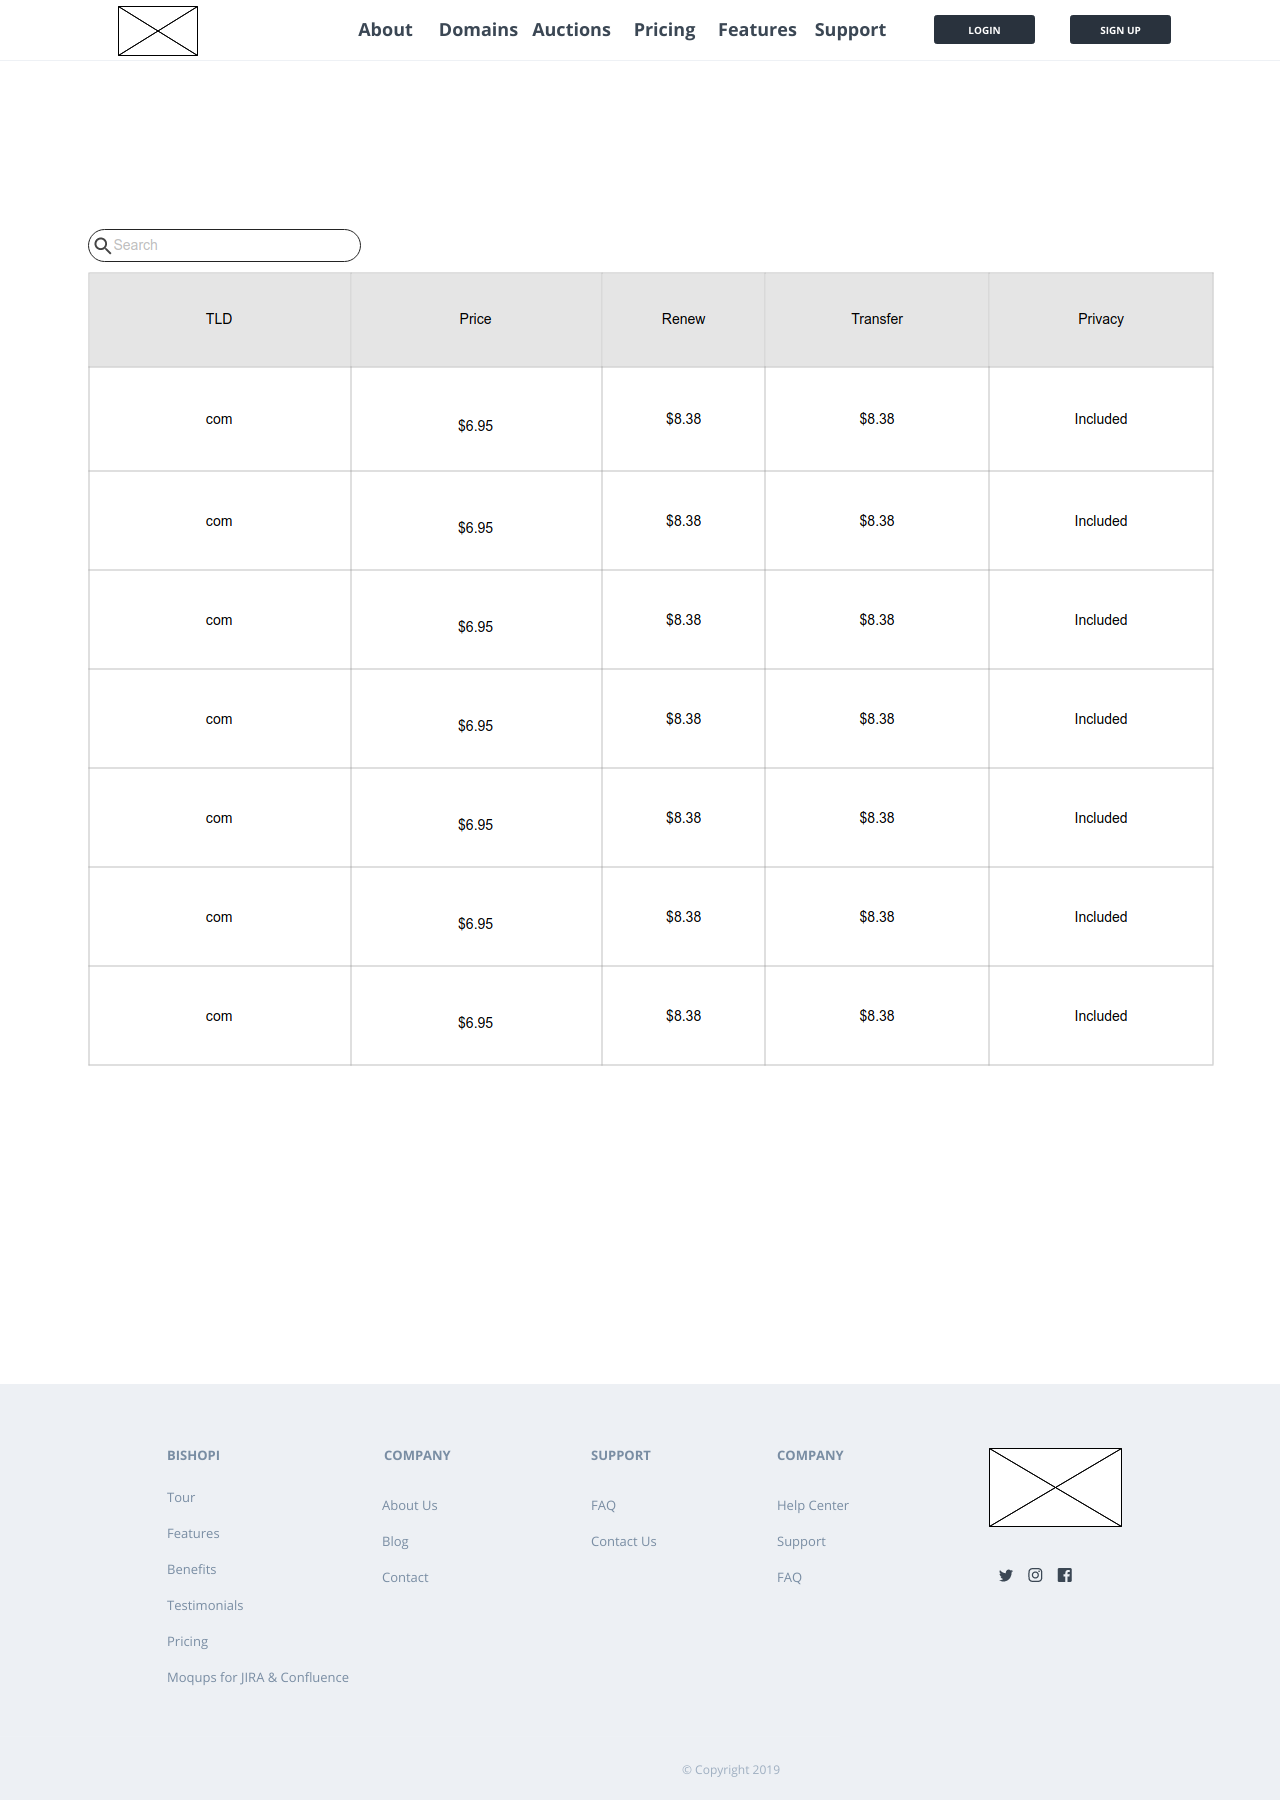 About Domains Auctions Pricing Features Support LOGIN SIGN UP
Search
TLD Price Renew Transfer Privacy
com $6.95 $8.38 $8.38 Included
com $6.95 $8.38 $8.38 Included
com $6.95 $8.38 $8.38 Included
com $6.95 $8.38 $8.38 Included
com $6.95 $8.38 $8.38 Included
com $6.95 $8.38 $8.38 Included
com $6.95 $8.38 $8.38 Included
BISHOPI
Tour
Features
Benefits
Testimonials
Pricing
Moqups for JIRA & Confluence
COMPANY
About Us
Blog
Contact
SUPPORT
FAQ
Contact Us
COMPANY
Help Center
Support
FAQ
© Copyright 2019